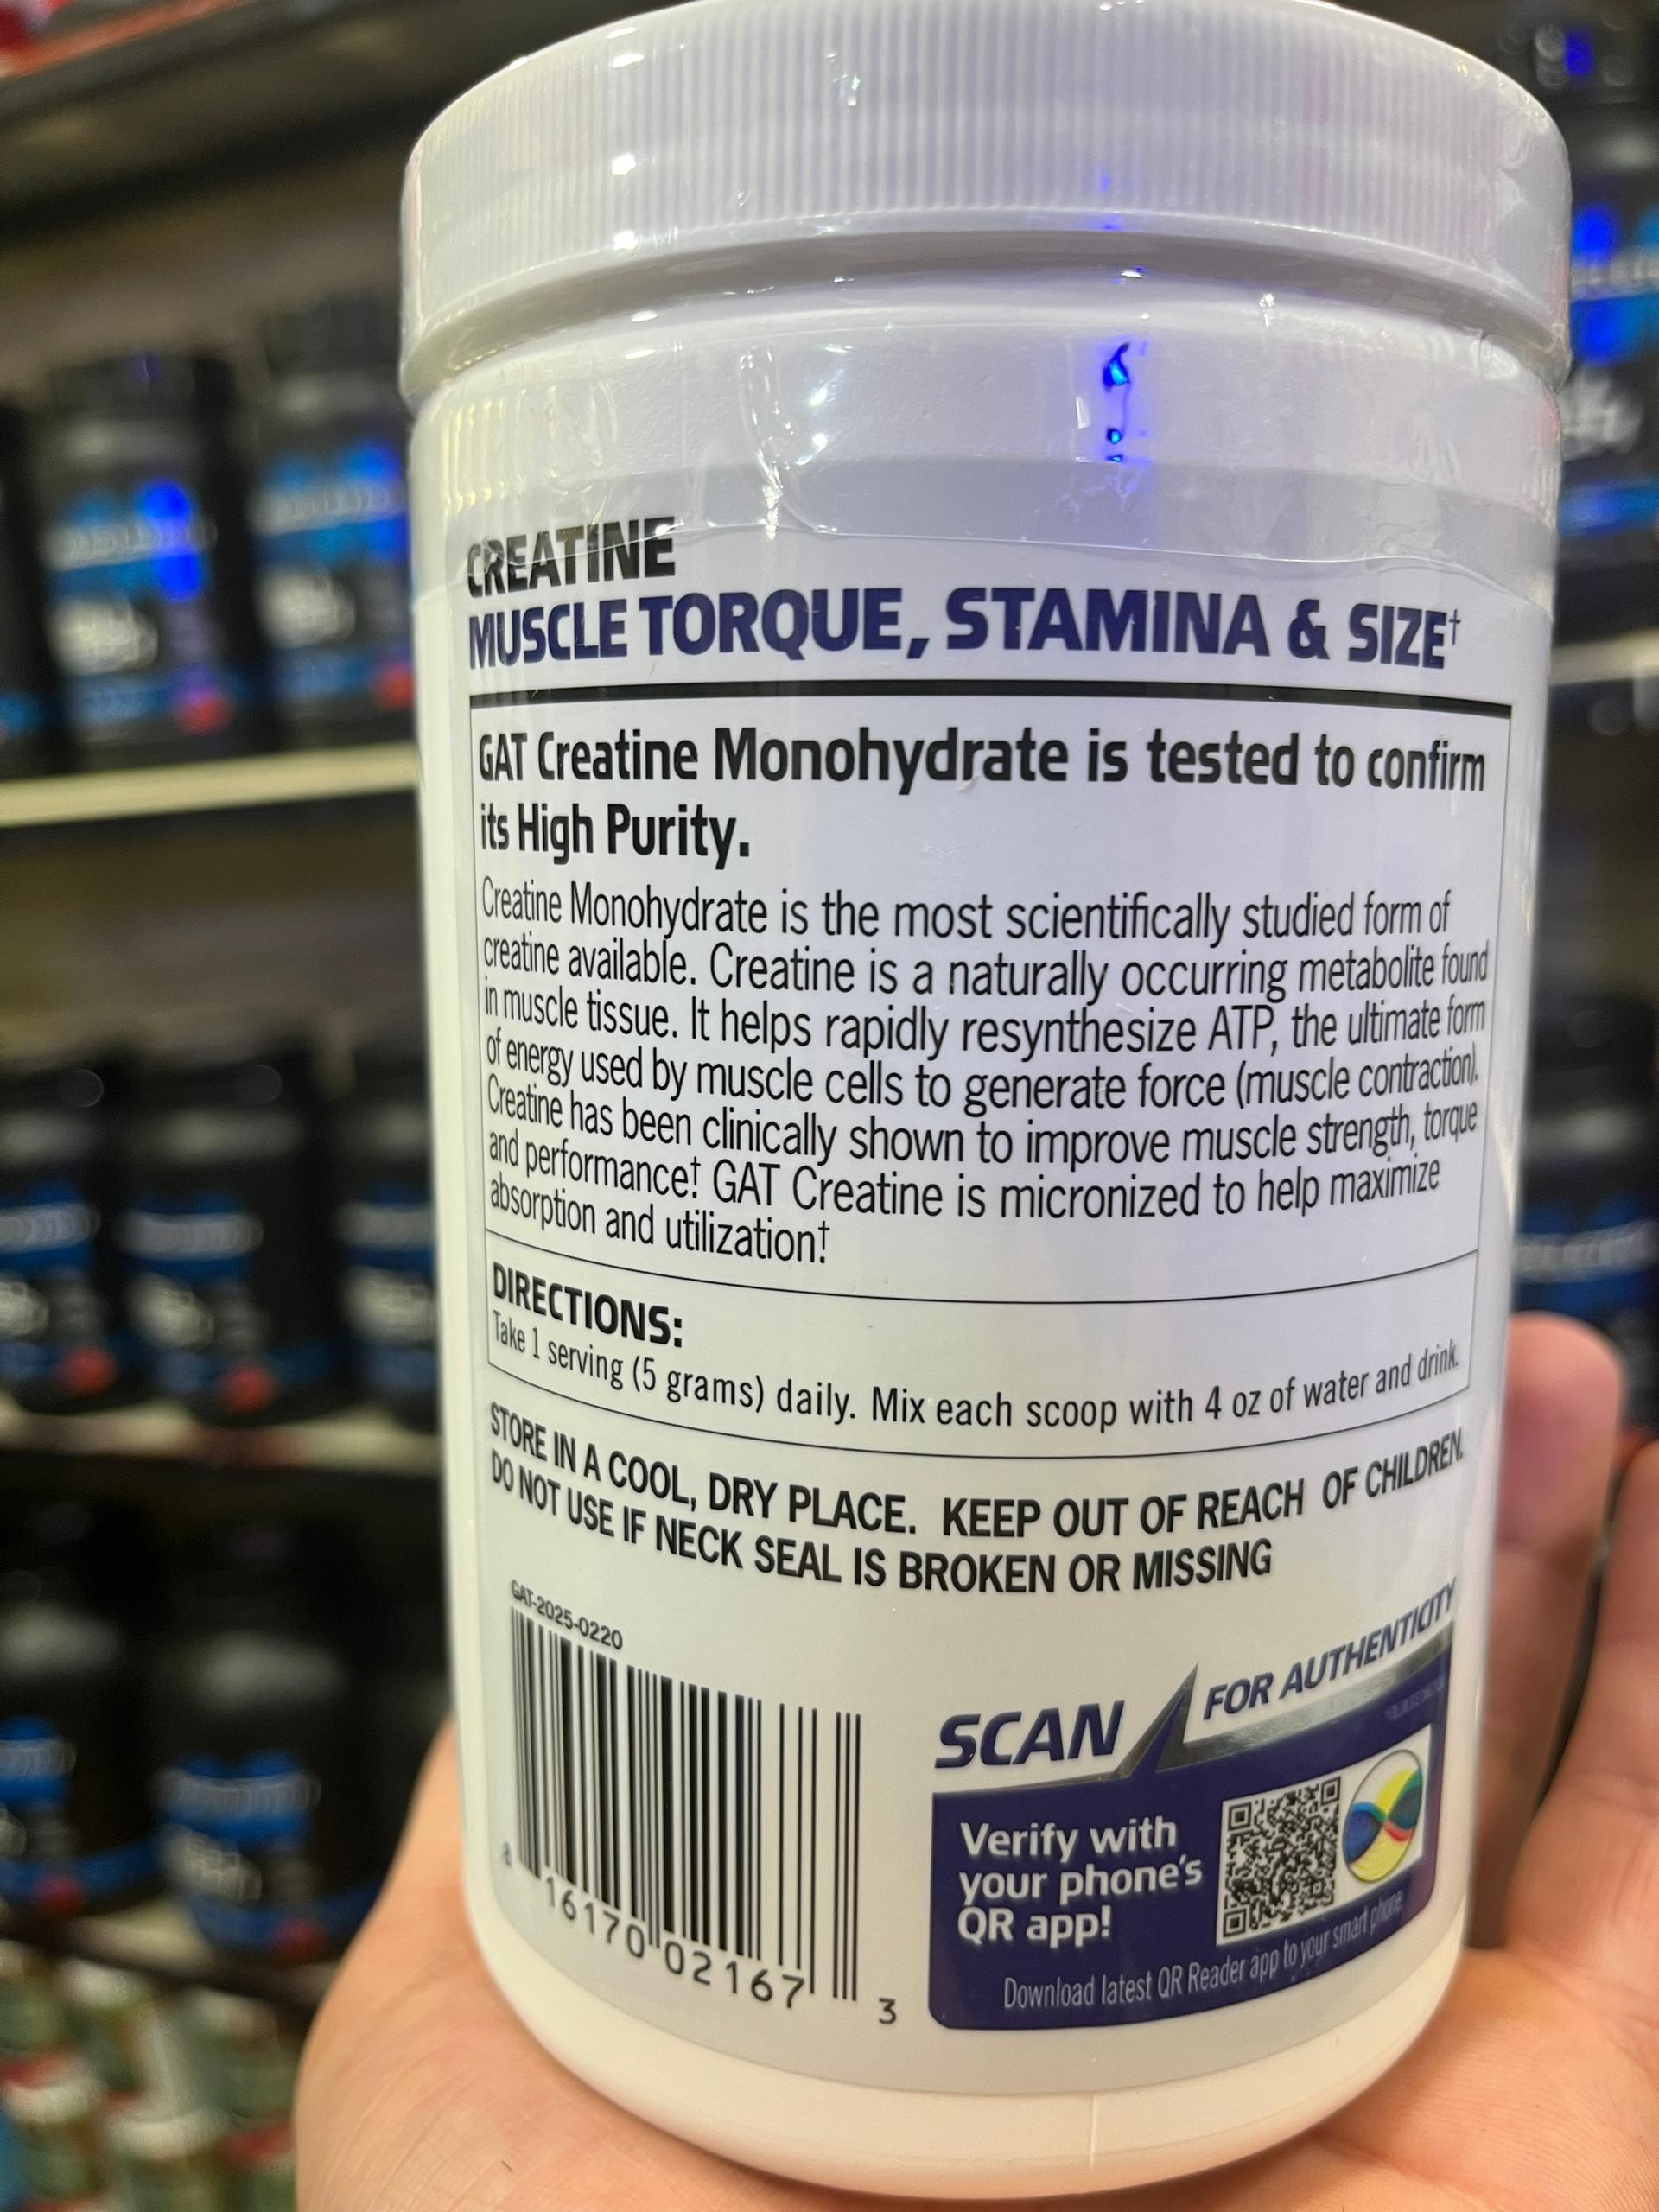 CREATINE
MUSCLE TORQUE, STAMINA & SIZE†
GAT Creatine Monohydrate is tested to confirm
its High Purity.
Creatine Monohydrate is the most scientifically studied form of
creatine available. Creatine is a naturally occurring metabolite found
in muscle tissue. It helps rapidly resynthesize ATP, the ultimate form
of energy used by muscle cells to generate force (muscle contraction).
Creatine has been clinically shown to improve muscle strength, torque
and performance† GAT Creatine is micronized to help maximize
absorption and utilization†
DIRECTIONS:
Take 1 serving (5 grams) daily. Mix each scoop with 4 oz of water and drink.
STORE IN A COOL, DRY PLACE. KEEP OUT OF REACH OF CHILDREN.
DO NOT USE IF NECK SEAL IS BROKEN OR MISSING
GAT-2025-0220
8 16170 02167 3
SCAN FOR AUTHENTICITY
Verify with
your phone's
QR app!
Download latest QR Reader app to your smart phone